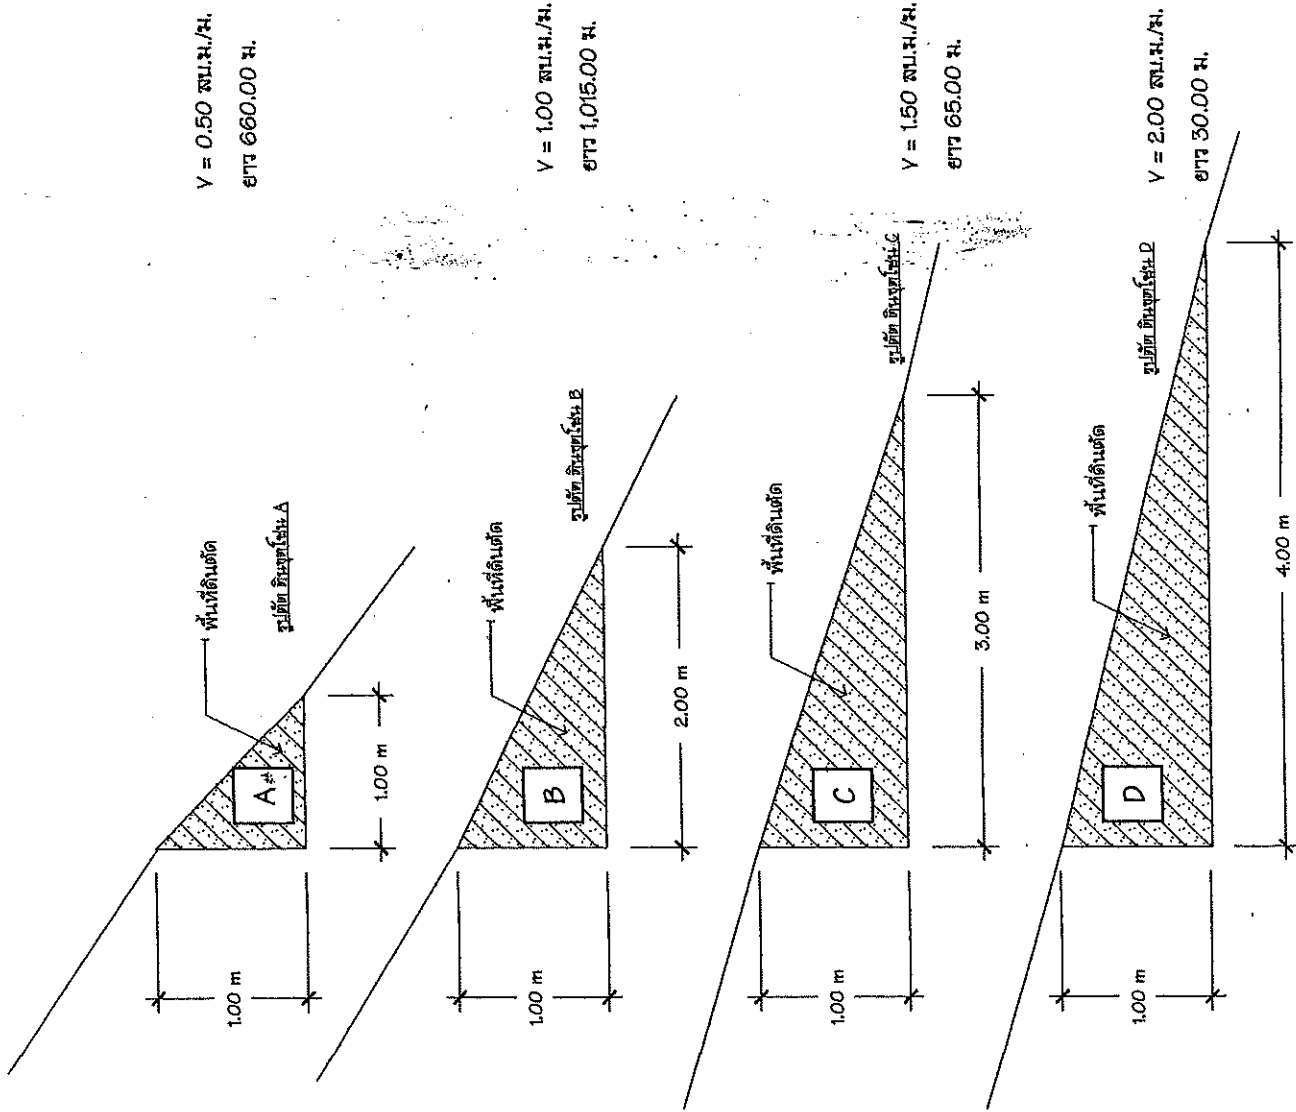 V = 0.50 ลบ.ม./ม.
ยาว 660.00 ม.
พื้นที่ดินตัด
รูปตัด ดินขุดโซน A
A#
1.00 m
1.00 m
V = 1.00 ลบ.ม./ม.
ยาว 1,015.00 ม.
พื้นที่ดินตัด
รูปตัด ดินขุดโซน B
B
2.00 m
1.00 m
V = 1.50 ลบ.ม./ม.
ยาว 65.00 ม.
พื้นที่ดินตัด
รูปตัด ดินขุดโซน C
C
3.00 m
1.00 m
V = 2.00 ลบ.ม./ม.
ยาว 30.00 ม.
พื้นที่ดินตัด
รูปตัด ดินขุดโซน D
D
4.00 m
1.00 m